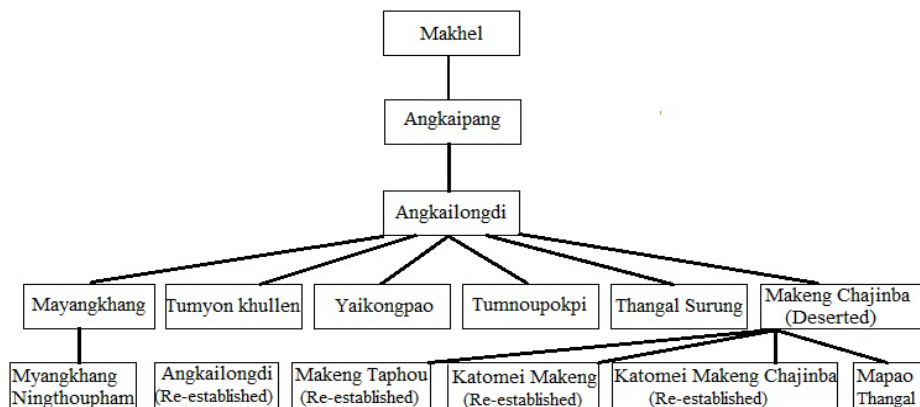 Makhel
Angkaipang
Angkailongdi
Mayangkhang
Tumyon khullen
Yaikongpao
Tumnoupokpi
Thangal Surung
Makeng Chajinba
(Deserted)
Myangkhang
Ningthoupham
Angkailongdi
(Re-established)
Makeng Taphou
(Re-established)
Katomei Makeng
(Re-established)
Katomei Makeng Chajinba
(Re-established)
Mapao
Thangal